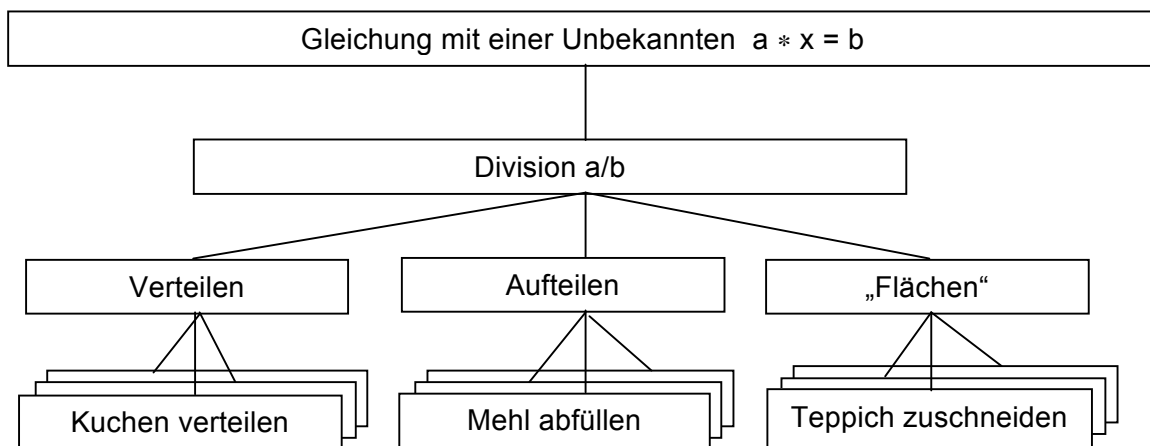 Gleichung mit einer Unbekannten a * x = b
Division a/b
Verteilen
Aufteilen
„Flächen“
Kuchen verteilen
Mehl abfüllen
Teppich zuschneiden